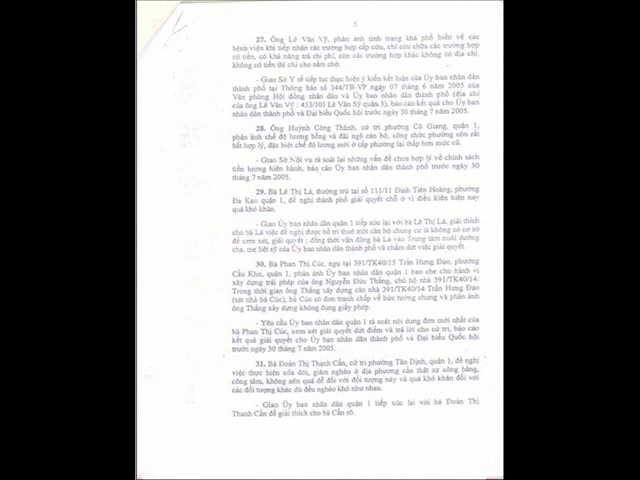 5
27. Ông Lê Văn Vỹ, phản ánh tình trạng khá phổ biến về các
bệnh viện khi tiếp nhận các trường hợp cấp cứu, chỉ cứu chữa các trường hợp
có tiền, có khả năng trả chi phí, còn các trường hợp khác không có địa chỉ,
không có tiền thì chỉ cho nằm chờ.
- Giao Sở Y tế tiếp tục thực hiện ý kiến kết luận của Ủy ban nhân dân
thành phố tại Thông báo số 344/TB-VP ngày 07 tháng 6 năm 2005 của
Văn phòng Hội đồng nhân dân và Ủy ban nhân dân thành phố (địa chỉ
của ông Lê Văn Vỹ : 453/105 Lê Văn Sỹ quận 3), báo cáo kết quả cho Ủy ban
nhân dân thành phố và Đại biểu Quốc hội trước ngày 30 tháng 7 năm 2005.
28. Ông Huỳnh Công Thành, cử tri phường Cô Giang, quận 1,
phản ánh chế độ lương bổng và đãi ngộ cán bộ, công chức phường còn rất
bất hợp lý, đặc biệt chế độ lương mới ở cấp phường lại thấp hơn mức cũ.
- Giao Sở Nội vụ rà soát lại những vấn đề chưa hợp lý về chính sách
tiền lương hiện hành, báo cáo Ủy ban nhân dân thành phố trước ngày 30
tháng 7 năm 2005.
29. Bà Lê Thị Lá, thường trú tại số 111/11 Đinh Tiên Hoàng, phường
Đa Kao quận 1, đề nghị thành phố giải quyết chỗ ở vì điều kiện hiện nay
quá khó khăn.
- Giao Ủy ban nhân dân quận 1 tiếp xúc lại với bà Lê Thị Lá, giải thích
cho bà Lá việc đề nghị được bố trí thuê một căn hộ chung cư là không có cơ sở
để xem xét, giải quyết ; đồng thời vận động bà Lá vào Trung tâm nuôi dưỡng
cha, mẹ liệt sỹ của Ủy ban nhân dân thành phố và chấm dứt việc giải quyết.
30. Bà Phan Thị Cúc, ngụ tại 391/TK40/15 Trần Hưng Đạo, phường
Cầu Kho, quận 1, phản ánh Ủy ban nhân dân quận 1 bao che cho hành vi
xây dựng trái phép của ông Nguyễn Đức Thắng, chủ hộ nhà 391/TK40/14.
Trong thời gian ông Thắng xây dựng căn nhà 391/TK40/14 Trần Hưng Đạo
(sát nhà bà Cúc), bà Cúc có đơn tranh chấp về bức tường chung và phản ánh
ông Thắng xây dựng không đúng giấy phép.
- Yêu cầu Ủy ban nhân dân quận 1 rà soát nội dung đơn mới nhất của
bà Phan Thị Cúc, xem xét giải quyết dứt điểm và trả lời cho cử tri, báo cáo
kết quả giải quyết cho Ủy ban nhân dân thành phố và Đại biểu Quốc hội
trước ngày 30 tháng 7 năm 2005.
31. Bà Đoàn Thị Thanh Cẩn, cử tri phường Tân Định, quận 1, đề nghị
việc thực hiện xóa đói, giảm nghèo ở địa phương cần thật sự công bằng,
công tâm, không nên quá dễ đối với đối tượng này và quá khó khăn đối với
các đối tượng khác dù đều nghèo khó như nhau.
- Giao Ủy ban nhân dân quận 1 tiếp xúc lại với bà Đoàn Thị
Thanh Cẩn để giải thích cho bà Cẩn rõ.